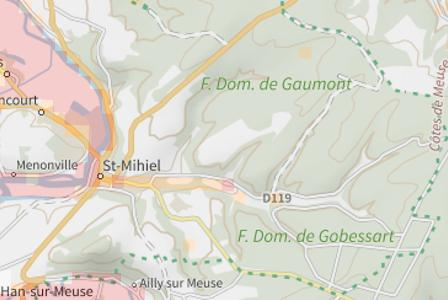 F. Dom. de Gaumont
ncourt
Côtes de Meuse
Menonville
St-Mihiel
D119
F. Dom. de Gobessart
Ailly sur Meuse
Han-sur-Meuse